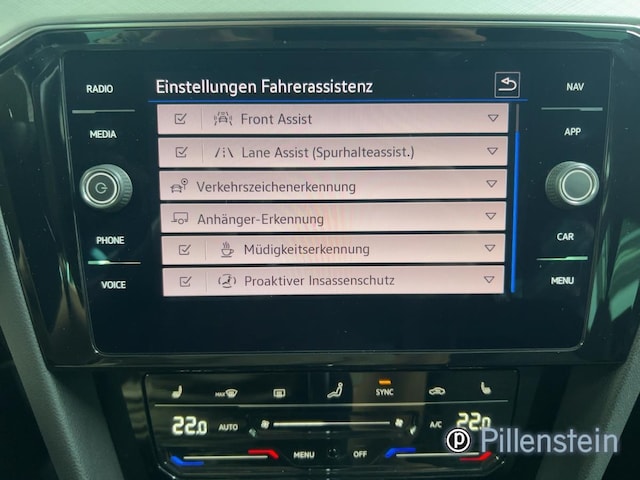 RADIO
MEDIA
PHONE
VOICE
Einstellungen Fahrerassistenz
Front Assist
Lane Assist (Spurhalteassist.)
Verkehrszeichenerkennung
Anhänger-Erkennung
Müdigkeitserkennung
Proaktiver Insassenschutz
NAV
APP
CAR
MENU
MAX
SYNC
22.0
AUTO
A/C
22.0
MENU
OFF
P Pillenstein